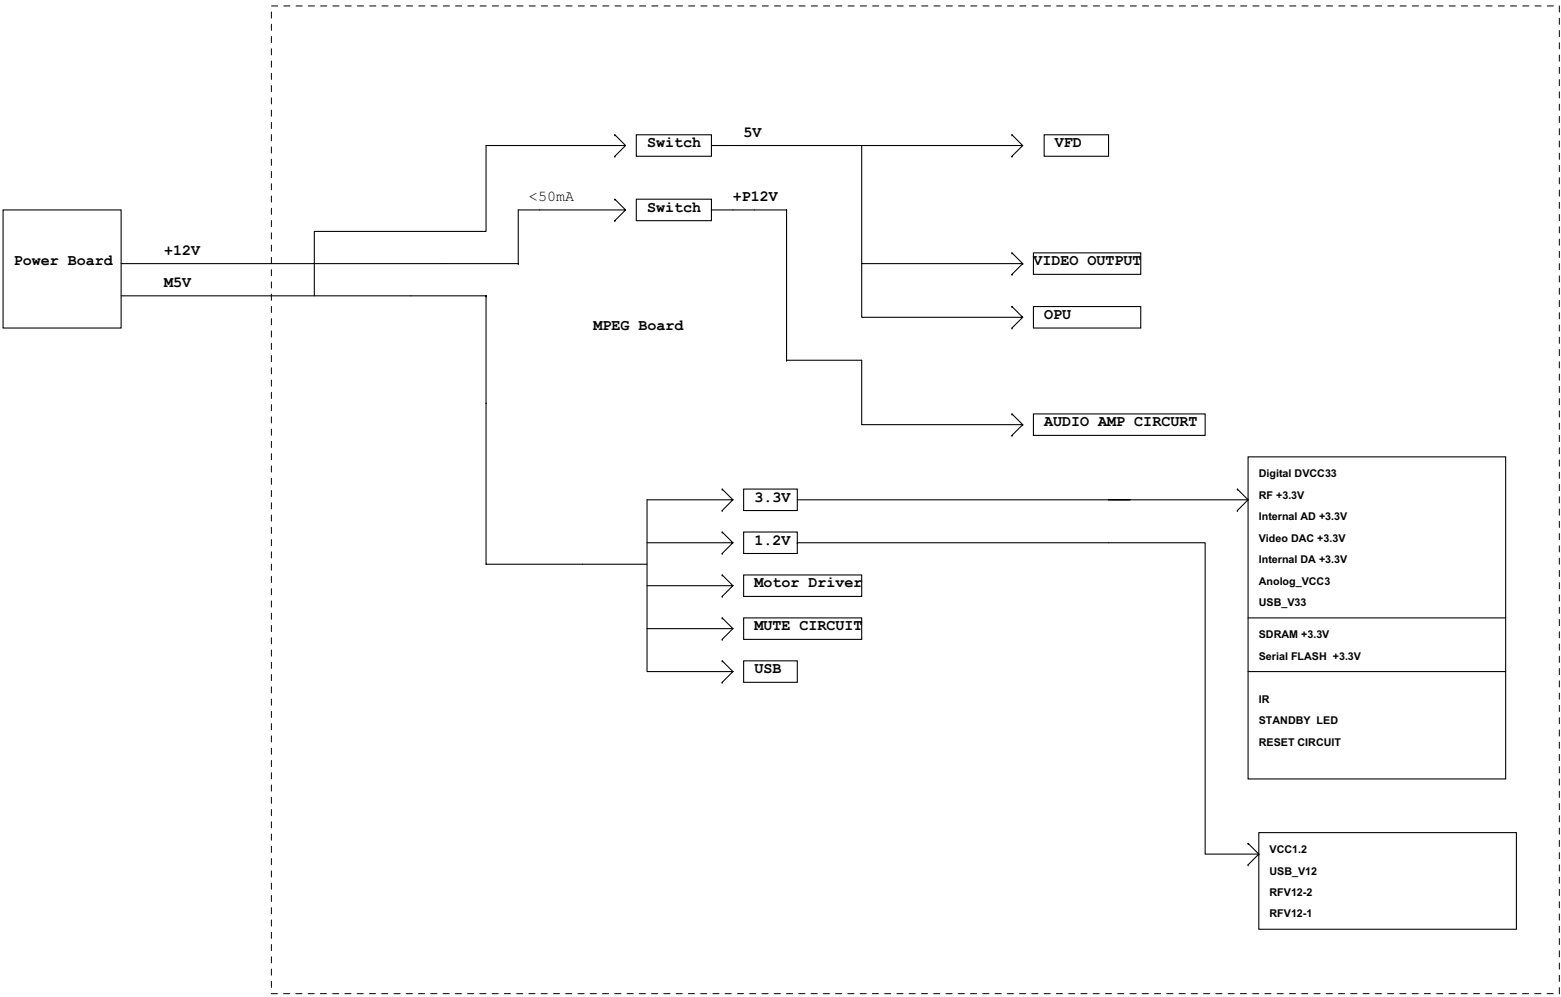 5V
Switch
VFD
<50mA
+P12V
Switch
+12V
Power Board
VIDEO OUTPUT
M5V
OPU
MPEG Board
AUDIO AMP CIRCURT
3.3V
1.2V
Motor Driver
MUTE CIRCUIT
USB
Digital DVCC33
RF +3.3V
Internal AD +3.3V
Video DAC +3.3V
Internal DA +3.3V
Anolog_VCC3
USB_V33
SDRAM +3.3V
Serial FLASH  +3.3V
IR
STANDBY  LED
RESET CIRCUIT
VCC1.2
USB_V12
RFV12-2
RFV12-1